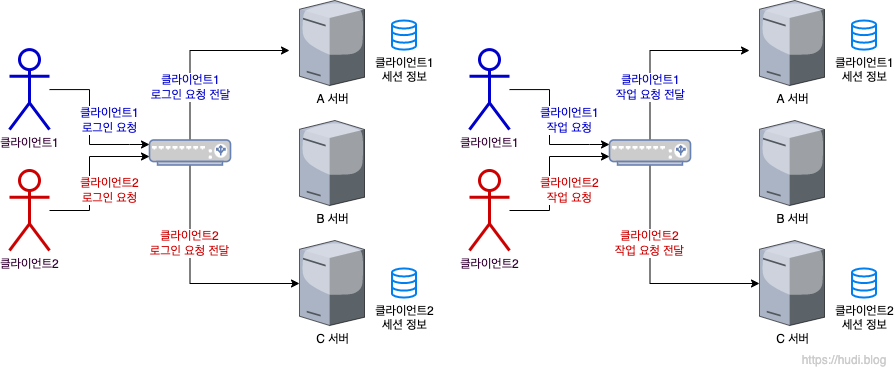 클라이언트1
세션 정보
A 서버
클라이언트1
로그인 요청 전달
클라이언트1
로그인 요청
클라이언트1
클라이언트2
로그인 요청
클라이언트2
B 서버
클라이언트2
로그인 요청 전달
클라이언트2
세션 정보
C 서버
클라이언트1
세션 정보
A 서버
클라이언트1
작업 요청 전달
클라이언트1
작업 요청
클라이언트1
클라이언트2
작업 요청
클라이언트2
B 서버
클라이언트2
작업 요청 전달
클라이언트2
세션 정보
C 서버
https://hudi.blog